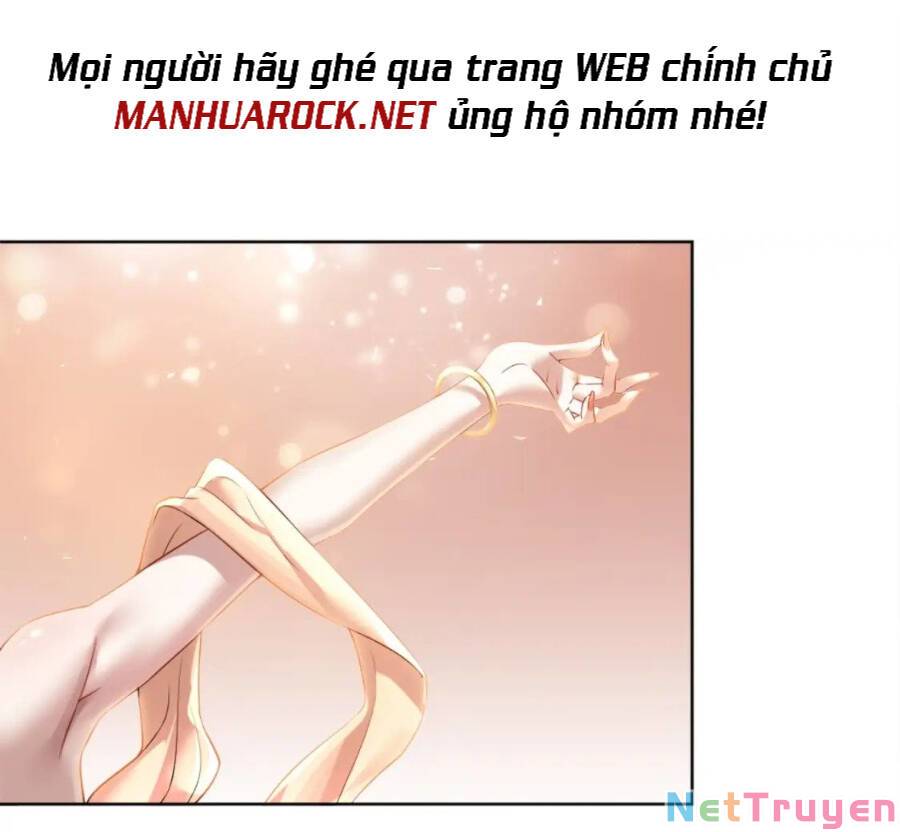 Mọi người hãy ghé qua trang WEB chính chủ
MANHUAROCK.NET ủng hộ nhóm nhé!
NetTruyen